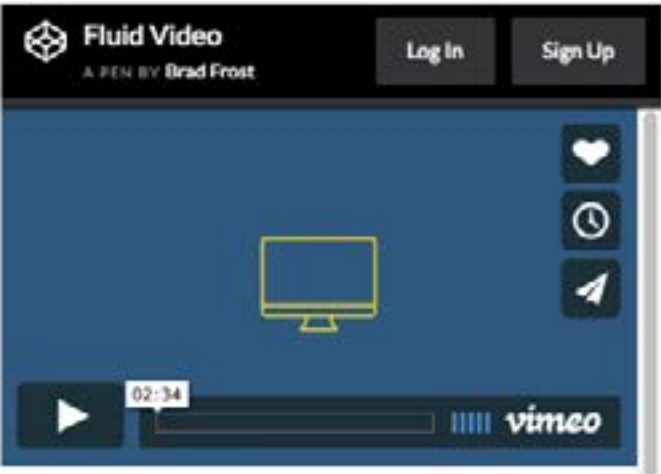 Fluid Video
A PEN BY Brad Frost
Log In
Sign Up
02:34
vimeo